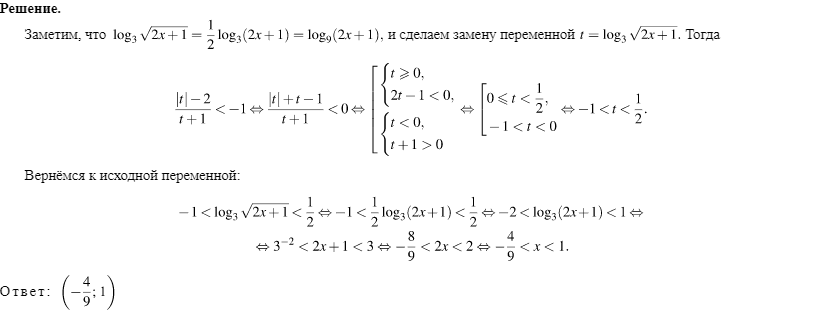 Решение.
Заметим, что log₃ √(2x+1) = 1/2 log₃(2x+1) = log₉(2x+1), и сделаем замену переменной t = log₃ √(2x+1). Тогда
(|t|−2)/(t+1) < −1 ⇔ (|t|+t−1)/(t+1) < 0 ⇔ [ { t ⩾ 0, 2t−1 < 0, { t < 0, t+1 > 0 ⇔ [ 0 ⩽ t < 1/2, −1 < t < 0 ⇔ −1 < t < 1/2.
Вернёмся к исходной переменной:
−1 < log₃ √(2x+1) < 1/2 ⇔ −1 < 1/2 log₃(2x+1) < 1/2 ⇔ −2 < log₃(2x+1) < 1 ⇔
⇔ 3⁻² < 2x+1 < 3 ⇔ −8/9 < 2x < 2 ⇔ −4/9 < x < 1.
Ответ: (−4/9; 1)